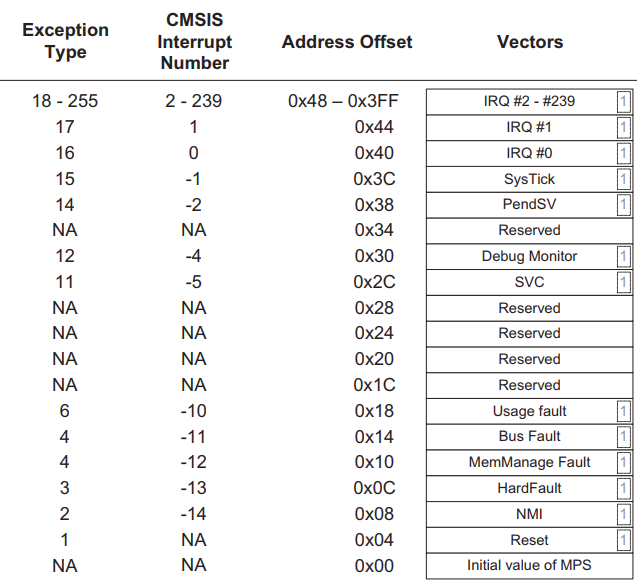 Exception Type CMSIS Interrupt Number Address Offset Vectors
18 - 255 2 - 239 0x48 – 0x3FF IRQ #2 - #239 1
17 1 0x44 IRQ #1 1
16 0 0x40 IRQ #0 1
15 -1 0x3C SysTick 1
14 -2 0x38 PendSV 1
NA NA 0x34 Reserved
12 -4 0x30 Debug Monitor 1
11 -5 0x2C SVC 1
NA NA 0x28 Reserved
NA NA 0x24 Reserved
NA NA 0x20 Reserved
NA NA 0x1C Reserved
6 -10 0x18 Usage fault 1
4 -11 0x14 Bus Fault 1
4 -12 0x10 MemManage Fault 1
3 -13 0x0C HardFault 1
2 -14 0x08 NMI 1
1 NA 0x04 Reset 1
NA NA 0x00 Initial value of MPS